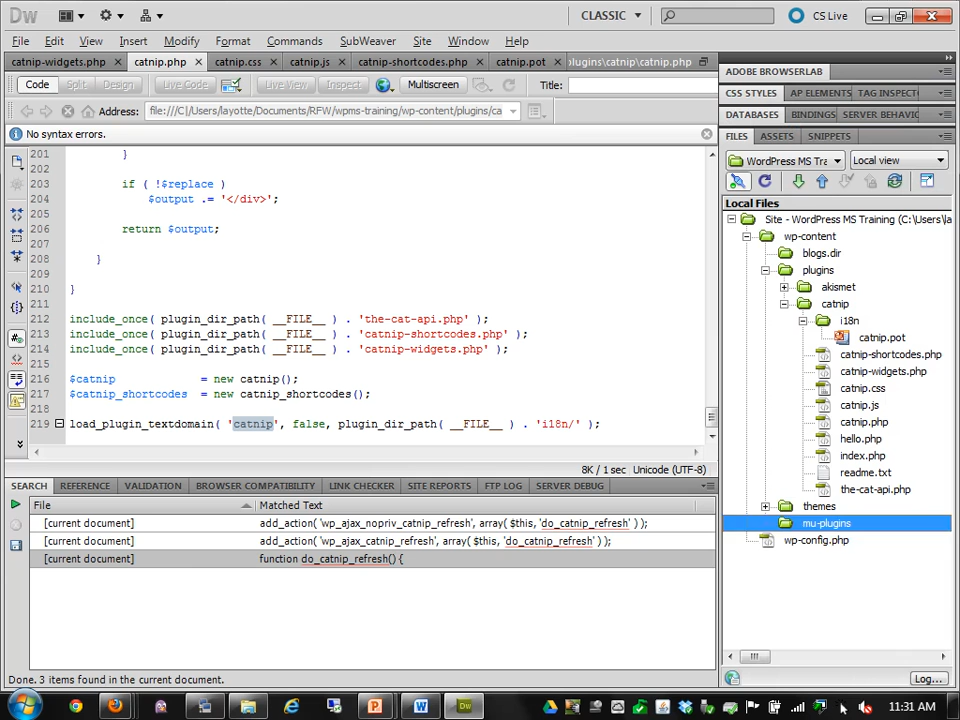 Dw
CLASSIC
CS Live
File Edit View Insert Modify Format Commands SubWeaver Site Window Help
catnip-widgets.php catnip.php catnip.css catnip.js catnip-shortcodes.php catnip.pot plugins\catnip\catnip.php
Code Split Design Live Code Live View Inspect Multiscreen Title:
Address: file:///C|/Users/layotte/Documents/RFW/wpms-training/wp-content/plugins/ca
No syntax errors.
201 }
202
203 if ( !$replace )
204 $output .= '</div>';
205
206 return $output;
207
208 }
209
210 }
211
212 include_once( plugin_dir_path( __FILE__ ) . 'the-cat-api.php' );
213 include_once( plugin_dir_path( __FILE__ ) . 'catnip-shortcodes.php' );
214 include_once( plugin_dir_path( __FILE__ ) . 'catnip-widgets.php' );
215
216 $catnip = new catnip();
217 $catnip_shortcodes = new catnip_shortcodes();
218
219 load_plugin_textdomain( 'catnip', false, plugin_dir_path( __FILE__ ) . 'i18n/' );
8K / 1 sec Unicode (UTF-8)
SEARCH REFERENCE VALIDATION BROWSER COMPATIBILITY LINK CHECKER SITE REPORTS FTP LOG SERVER DEBUG
File Matched Text
[current document] add_action( 'wp_ajax_nopriv_catnip_refresh', array( $this, 'do_catnip_refresh' ) );
[current document] add_action( 'wp_ajax_catnip_refresh', array( $this, 'do_catnip_refresh' ) );
[current document] function do_catnip_refresh() {
Done. 3 items found in the current document.
ADOBE BROWSERLAB
CSS STYLES AP ELEMENTS TAG INSPECT
DATABASES BINDINGS SERVER BEHAVIC
FILES ASSETS SNIPPETS
WordPress MS Tra Local view
Local Files
Site - WordPress MS Training (C:\Users\la
wp-content
blogs.dir
plugins
akismet
catnip
i18n
catnip.pot
catnip-shortcodes.php
catnip-widgets.php
catnip.css
catnip.js
catnip.php
hello.php
index.php
readme.txt
the-cat-api.php
themes
mu-plugins
wp-config.php
Log...
11:31 AM